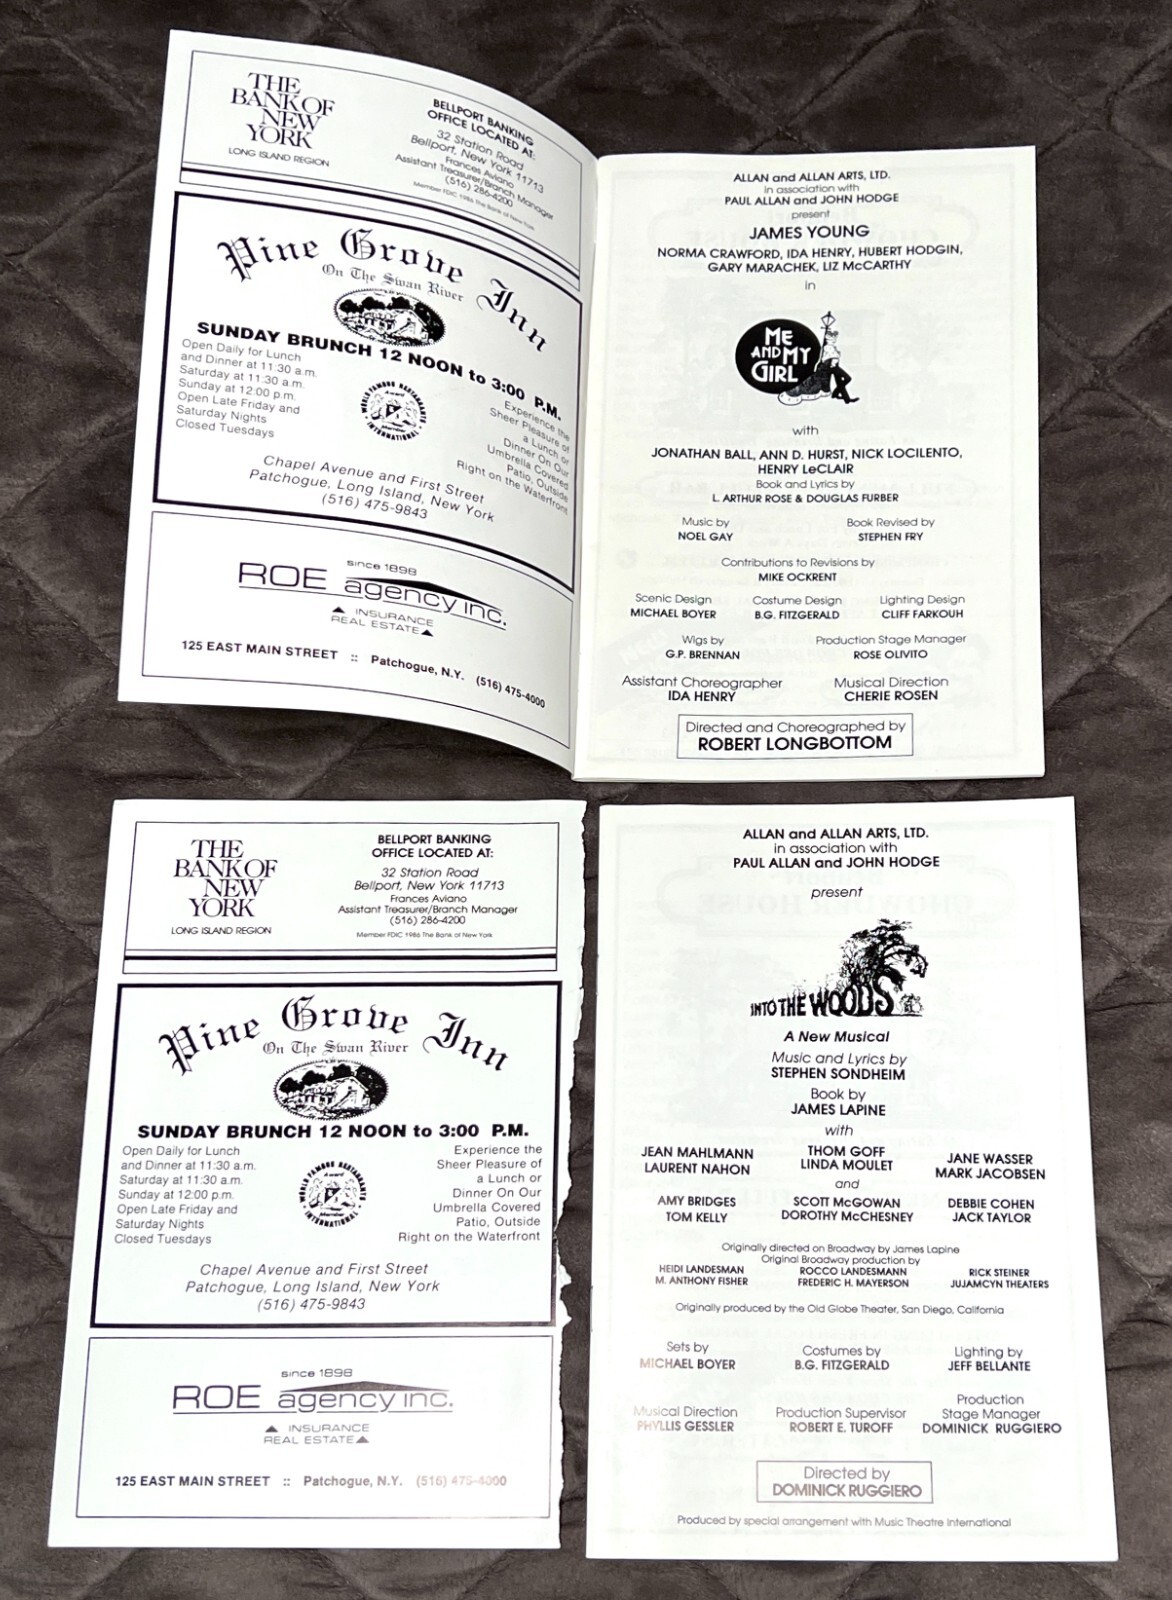 THE
BANK OF
NEW
YORK
LONG ISLAND REGION
BELLPORT BANKING
OFFICE LOCATED AT:
32 Station Road
Bellport, New York 11713
Frances Aviano
Assistant Treasurer/Branch Manager
(516) 286-4200
Member FDIC 1986 The Bank of New York
Pine Grove Inn
On The Swan River
SUNDAY BRUNCH 12 NOON to 3:00 P.M.
Open Daily for Lunch
and Dinner at 11:30 a.m.
Saturday at 11:30 a.m.
Sunday at 12:00 p.m.
Open Late Friday and
Saturday Nights
Closed Tuesdays
WORLD FAMOUS RESTAURANTS
Award
Member
INTERNATIONAL
Experience the
Sheer Pleasure of
a Lunch or
Dinner On Our
Umbrella Covered
Patio, Outside
Right on the Waterfront
Chapel Avenue and First Street
Patchogue, Long Island, New York
(516) 475-9843
since 1898
ROE agency inc.
INSURANCE
REAL ESTATE
125 EAST MAIN STREET :: Patchogue, N.Y. (516) 475-4000
ALLAN and ALLAN ARTS, LTD.
in association with
PAUL ALLAN and JOHN HODGE
present
JAMES YOUNG
NORMA CRAWFORD, IDA HENRY, HUBERT HODGIN,
GARY MARACHEK, LIZ McCARTHY
in
ME
AND MY
GIRL
with
JONATHAN BALL, ANN D. HURST, NICK LOCILENTO,
HENRY LeCLAIR
Book and Lyrics by
L. ARTHUR ROSE & DOUGLAS FURBER
Music by Book Revised by
NOEL GAY STEPHEN FRY
Contributions to Revisions by
MIKE OCKRENT
Scenic Design Costume Design Lighting Design
MICHAEL BOYER B.G. FITZGERALD CLIFF FARKOUH
Wigs by Production Stage Manager
G.P. BRENNAN ROSE OLIVITO
Assistant Choreographer Musical Direction
IDA HENRY CHERIE ROSEN
Directed and Choreographed by
ROBERT LONGBOTTOM
THE
BANK OF
NEW
YORK
LONG ISLAND REGION
BELLPORT BANKING
OFFICE LOCATED AT:
32 Station Road
Bellport, New York 11713
Frances Aviano
Assistant Treasurer/Branch Manager
(516) 286-4200
Member FDIC 1986 The Bank of New York
Pine Grove Inn
On The Swan River
SUNDAY BRUNCH 12 NOON to 3:00 P.M.
Open Daily for Lunch
and Dinner at 11:30 a.m.
Saturday at 11:30 a.m.
Sunday at 12:00 p.m.
Open Late Friday and
Saturday Nights
Closed Tuesdays
WORLD FAMOUS RESTAURANTS
Award
Member
INTERNATIONAL
Experience the
Sheer Pleasure of
a Lunch or
Dinner On Our
Umbrella Covered
Patio, Outside
Right on the Waterfront
Chapel Avenue and First Street
Patchogue, Long Island, New York
(516) 475-9843
since 1898
ROE agency inc.
INSURANCE
REAL ESTATE
125 EAST MAIN STREET :: Patchogue, N.Y. (516) 475-4000
ALLAN and ALLAN ARTS, LTD.
in association with
PAUL ALLAN and JOHN HODGE
present
INTO THE WOODS
A New Musical
Music and Lyrics by
STEPHEN SONDHEIM
Book by
JAMES LAPINE
with
JEAN MAHLMANN THOM GOFF JANE WASSER
LAURENT NAHON LINDA MOULET MARK JACOBSEN
and
AMY BRIDGES SCOTT McGOWAN DEBBIE COHEN
TOM KELLY DOROTHY McCHESNEY JACK TAYLOR
Originally directed on Broadway by James Lapine
Original Broadway production by
HEIDI LANDESMAN ROCCO LANDESMANN RICK STEINER
M. ANTHONY FISHER FREDERIC H. MAYERSON JUJAMCYN THEATERS
Originally produced by the Old Globe Theater, San Diego, California
Sets by Costumes by Lighting by
MICHAEL BOYER B.G. FITZGERALD JEFF BELLANTE
Production
Musical Direction Production Supervisor Stage Manager
PHYLLIS GESSLER ROBERT E. TUROFF DOMINICK RUGGIERO
Directed by
DOMINICK RUGGIERO
Produced by special arrangement with Music Theatre International